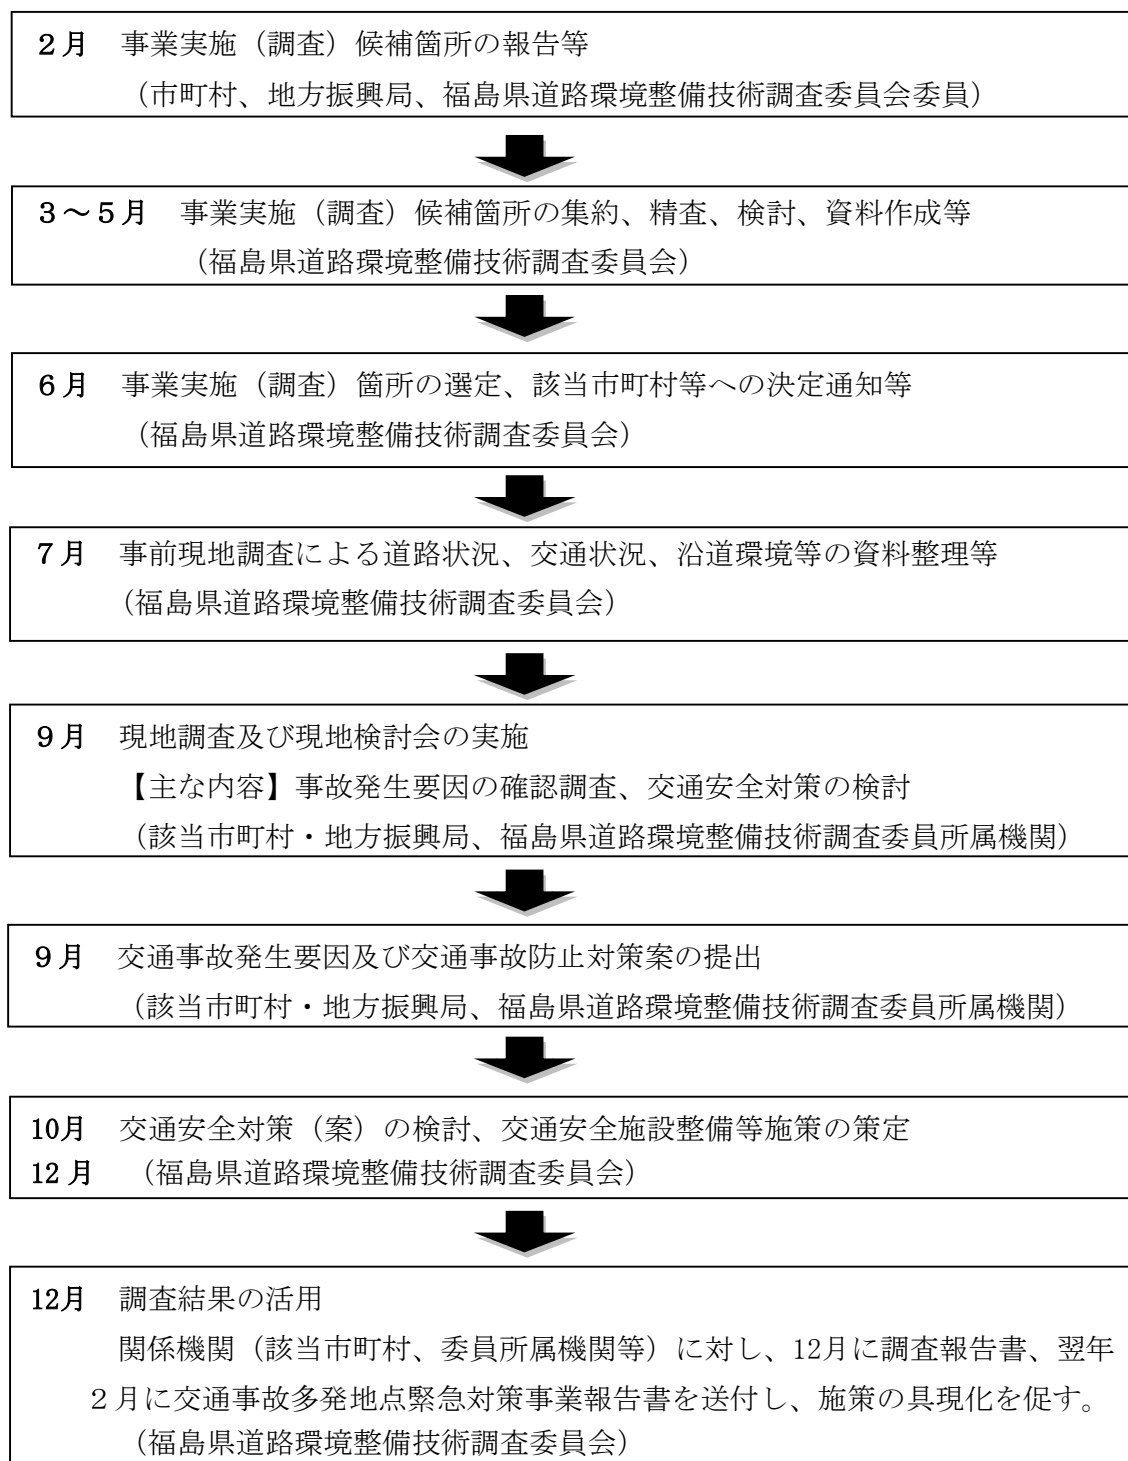 ２月　事業実施（調査）候補箇所の報告等
（市町村、地方振興局、福島県道路環境整備技術調査委員会委員）
３～５月　事業実施（調査）候補箇所の集約、精査、検討、資料作成等
（福島県道路環境整備技術調査委員会）
６月　事業実施（調査）箇所の選定、該当市町村等への決定通知等
（福島県道路環境整備技術調査委員会）
７月　事前現地調査による道路状況、交通状況、沿道環境等の資料整理等
（福島県道路環境整備技術調査委員会）
９月　現地調査及び現地検討会の実施
【主な内容】事故発生要因の確認調査、交通安全対策の検討
（該当市町村・地方振興局、福島県道路環境整備技術調査委員所属機関）
９月　交通事故発生要因及び交通事故防止対策案の提出
（該当市町村・地方振興局、福島県道路環境整備技術調査委員所属機関）
10月　交通安全対策（案）の検討、交通安全施設整備等施策の策定
12月　（福島県道路環境整備技術調査委員会）
12月　調査結果の活用
関係機関（該当市町村、委員所属機関等）に対し、12月に調査報告書、翌年
２月に交通事故多発地点緊急対策事業報告書を送付し、施策の具現化を促す。
（福島県道路環境整備技術調査委員会）